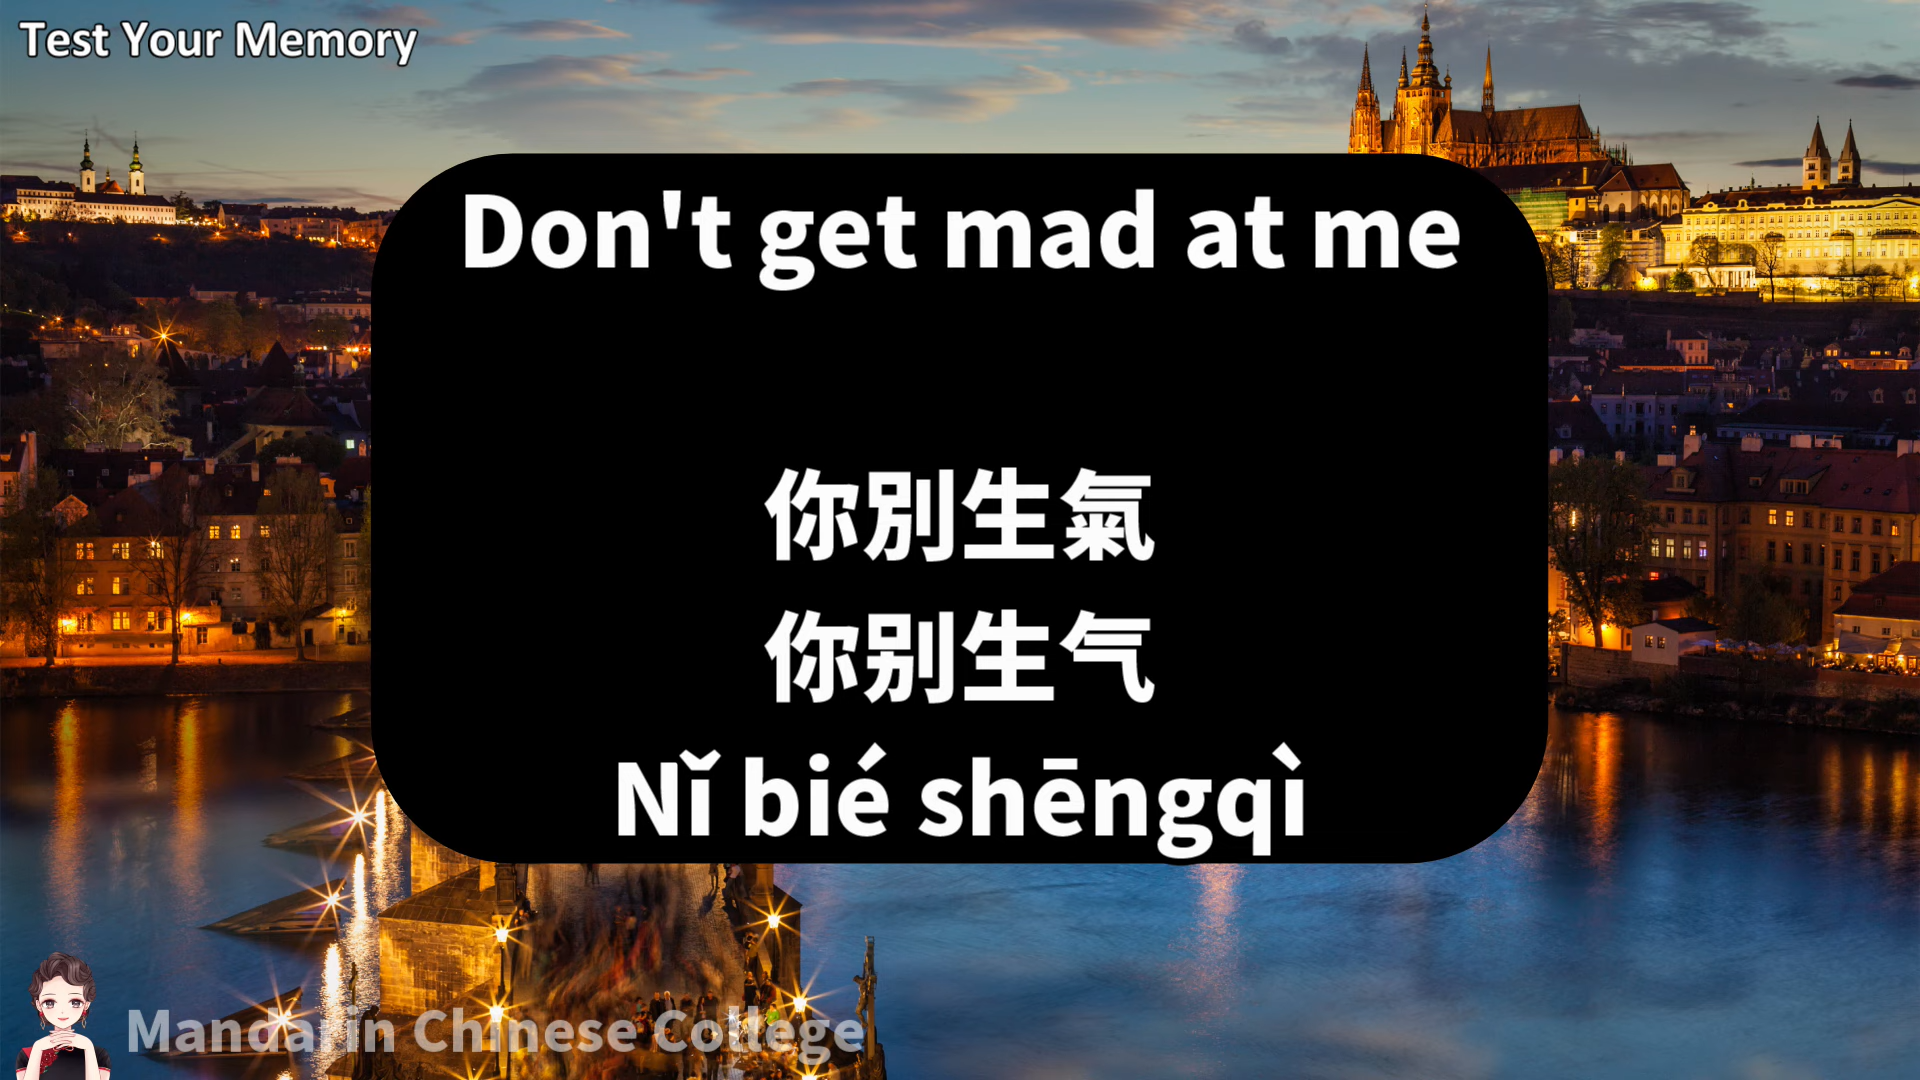 Test Your Memory
Don't get mad at me
你別生氣
你别生气
Nǐ bié shēngqì
Mandarin Chinese College